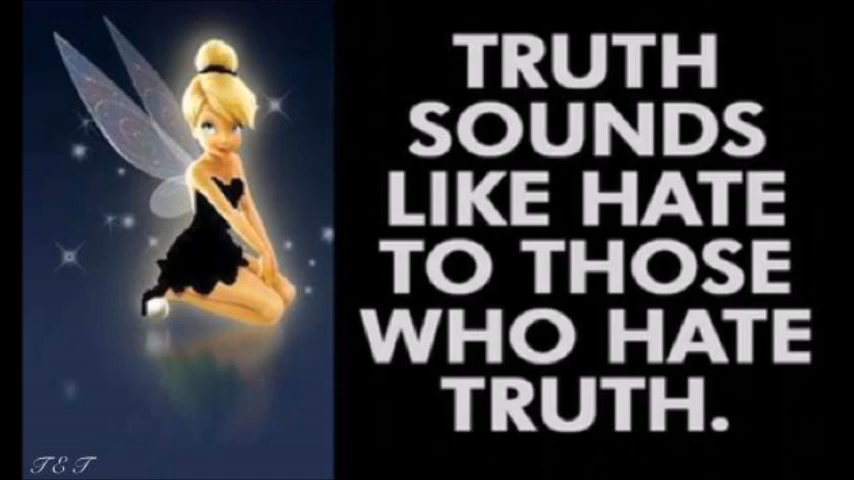 TRUTH
SOUNDS
LIKE HATE
TO THOSE
WHO HATE
TRUTH.
T&T